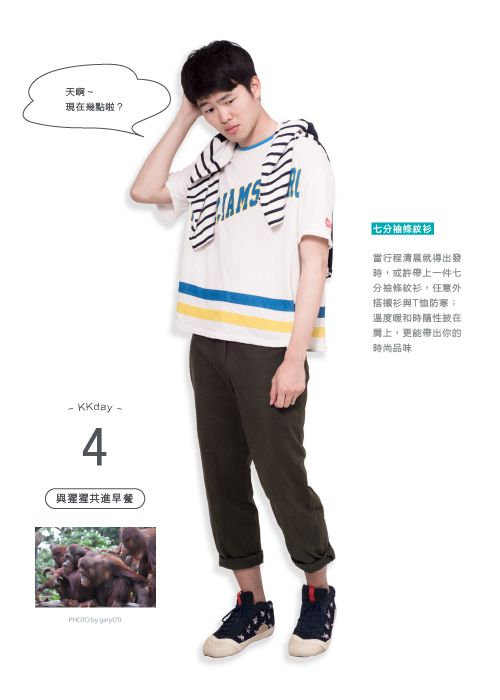 天啊～
現在幾點啦？
IAMS
RG
七分袖條紋衫
當行程清晨就得出發
時，或許帶上一件七
分袖條紋衫，任意外
搭襯衫與T恤防寒；
溫度暖和時隨性披在
肩上，更能帶出你的
時尚品味
~ KKday ~
4
與猩猩共進早餐
PHOTO by garyt70